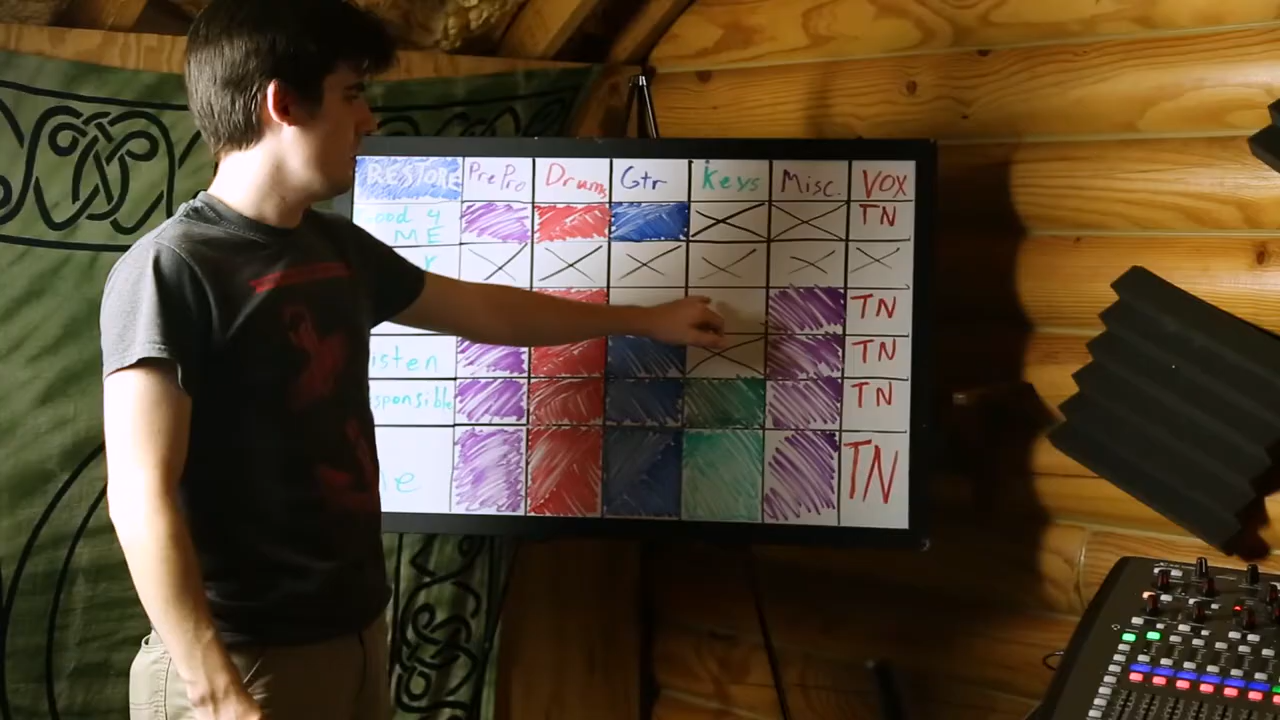 RESTORE PrePro Drums Gtr Keys Misc. VOX
Good 4 TN
ME
TN
isten TN
sponsible TN
TN